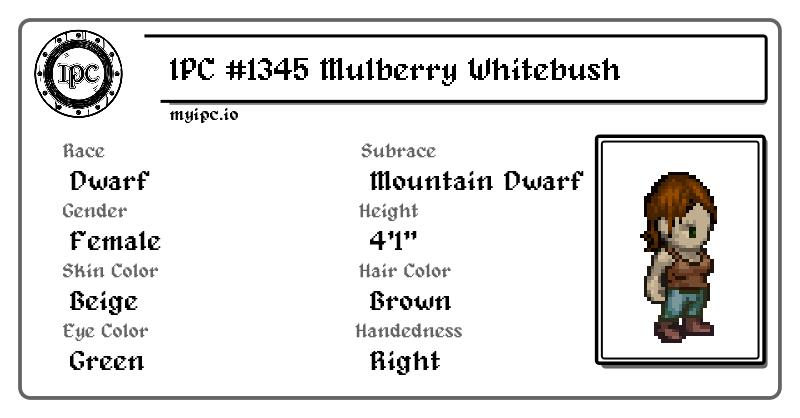 IPC
IPC #1345 Mulberry Whitebush
myipc.io
Race
Dwarf
Subrace
Mountain Dwarf
Gender
Female
Height
4'1"
Skin Color
Beige
Hair Color
Brown
Eye Color
Green
Handedness
Right